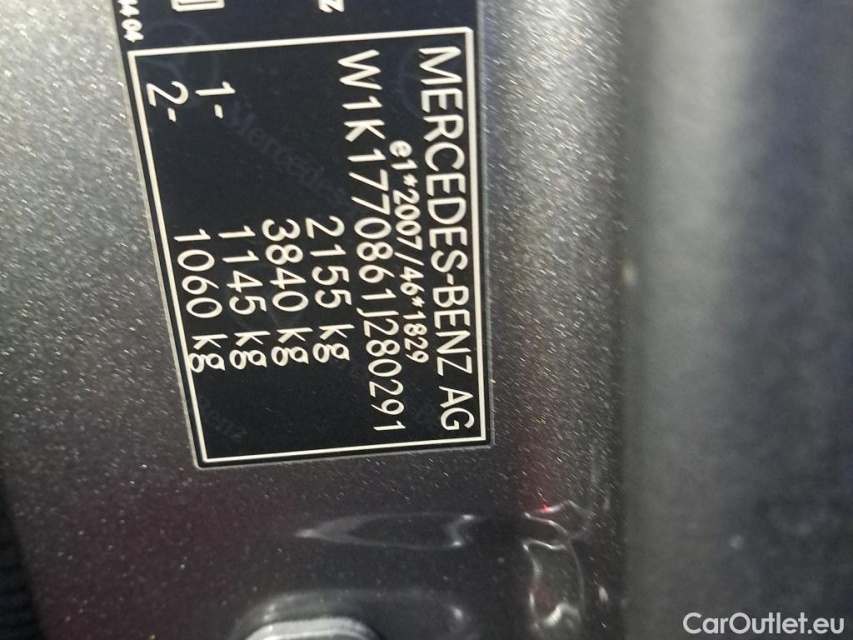 MERCEDES-BENZ AG
e1*2007/46*1829
W1K1770861J280291
2155 kg
3840 kg
1- 1145 kg
2- 1060 kg
CarOutlet.eu